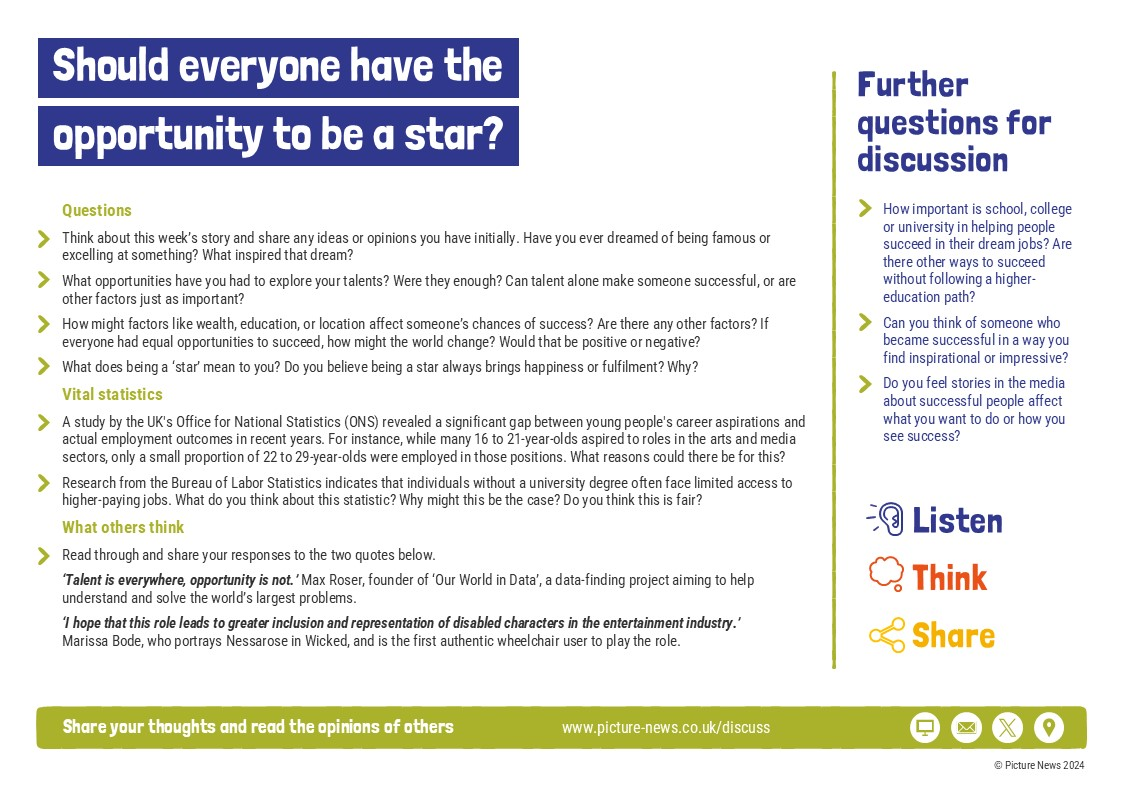 Should everyone have the
opportunity to be a star?
Questions
Think about this week's story and share any ideas or opinions you have initially. Have you ever dreamed of being famous or
excelling at something? What inspired that dream?
What opportunities have you had to explore your talents? Were they enough? Can talent alone make someone successful, or are
other factors just as important?
How might factors like wealth, education, or location affect someone's chances of success? Are there any other factors? If
everyone had equal opportunities to succeed, how might the world change? Would that be positive or negative?
What does being a 'star' mean to you? Do you believe being a star always brings happiness or fulfilment? Why?
Vital statistics
A study by the UK's Office for National Statistics (ONS) revealed a significant gap between young people's career aspirations and
actual employment outcomes in recent years. For instance, while many 16 to 21-year-olds aspired to roles in the arts and media
sectors, only a small proportion of 22 to 29-year-olds were employed in those positions. What reasons could there be for this?
Research from the Bureau of Labor Statistics indicates that individuals without a university degree often face limited access to
higher-paying jobs. What do you think about this statistic? Why might this be the case? Do you think this is fair?
What others think
Read through and share your responses to the two quotes below.
'Talent is everywhere, opportunity is not.' Max Roser, founder of 'Our World in Data', a data-finding project aiming to help
understand and solve the world's largest problems.
'I hope that this role leads to greater inclusion and representation of disabled characters in the entertainment industry.'
Marissa Bode, who portrays Nessarose in Wicked, and is the first authentic wheelchair user to play the role.
Further
questions for
discussion
How important is school, college
or university in helping people
succeed in their dream jobs? Are
there other ways to succeed
without following a higher-
education path?
Can you think of someone who
became successful in a way you
find inspirational or impressive?
Do you feel stories in the media
about successful people affect
what you want to do or how you
see success?
Listen
Think
Share
Share your thoughts and read the opinions of others
www.picture-news.co.uk/discuss
© Picture News 2024